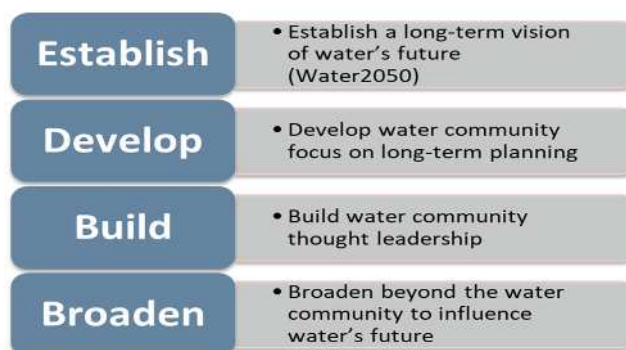 Establish
• Establish a long-term vision
of water’s future
(Water2050)
Develop
• Develop water community
focus on long-term planning
Build
• Build water community
thought leadership
Broaden
• Broaden beyond the water
community to influence
water’s future